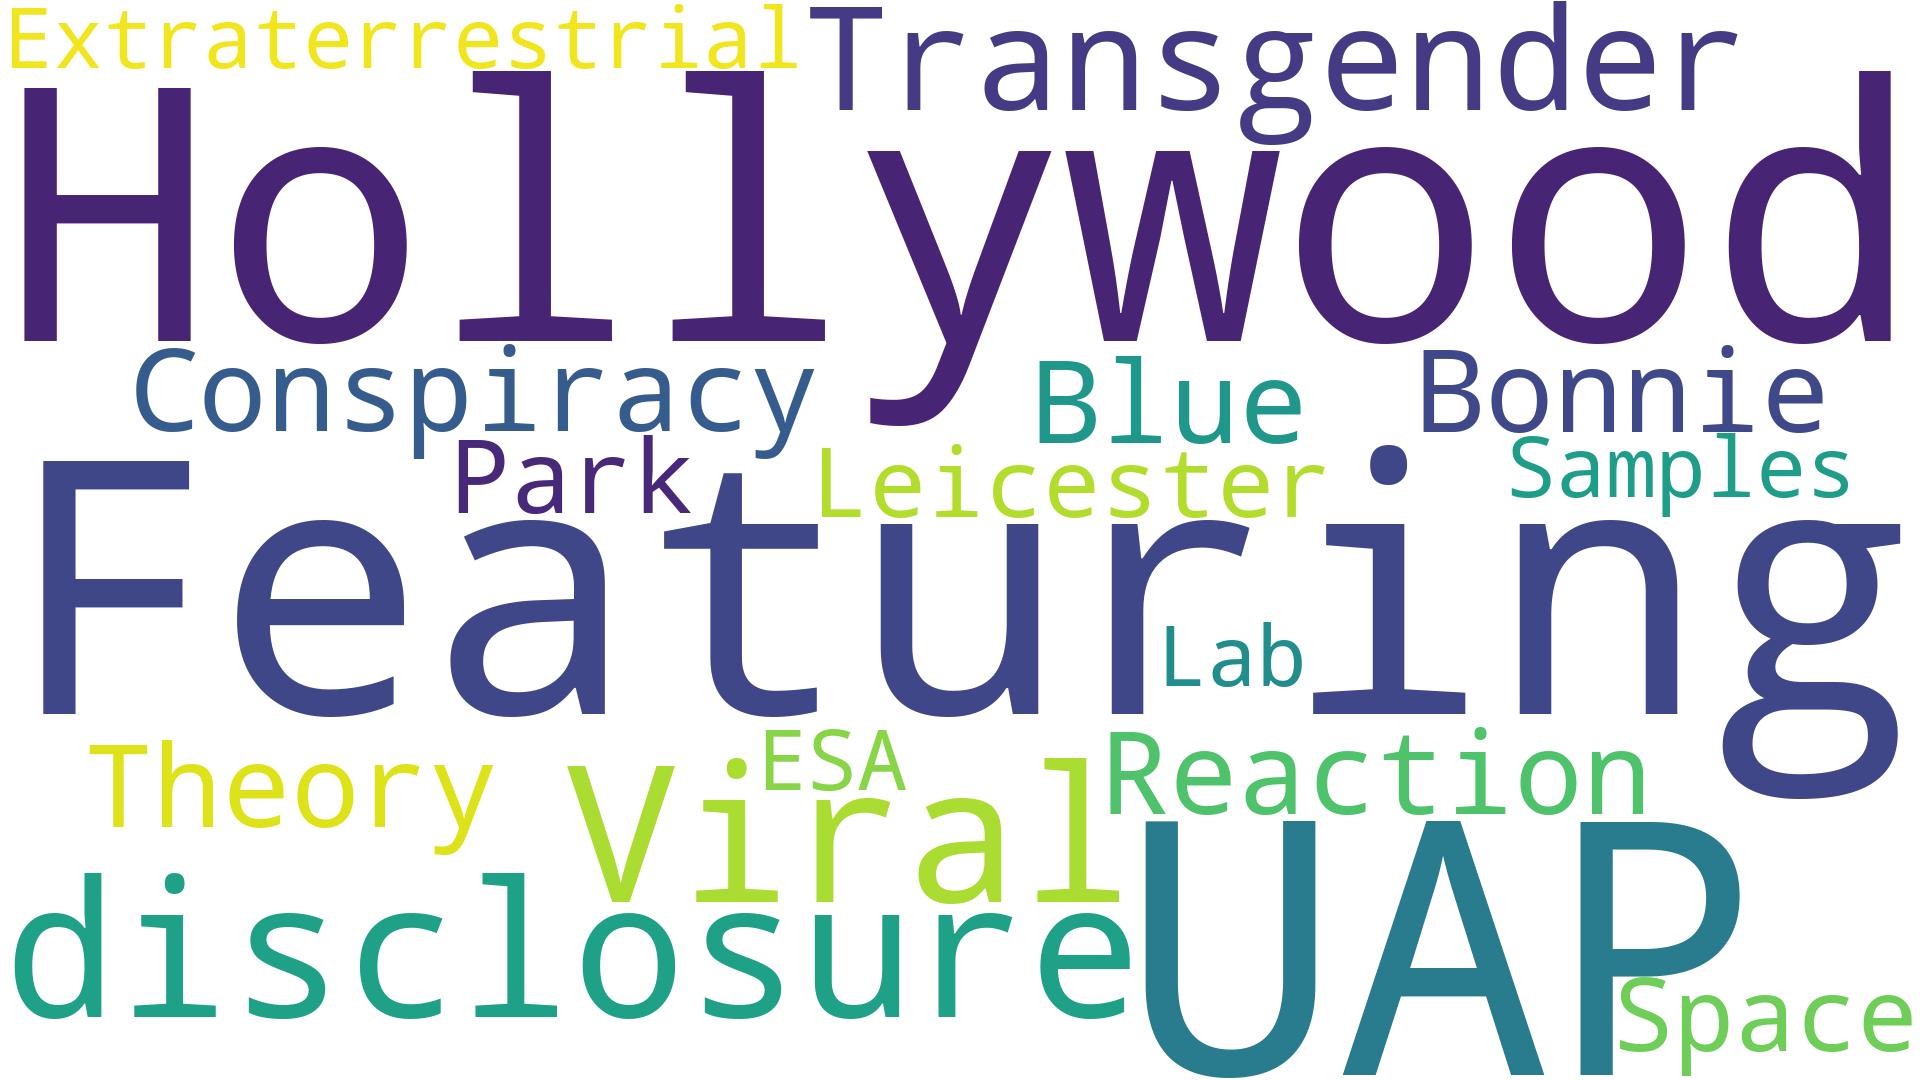 Extraterrestrial
Transgender
Hollywood
Conspiracy
Blue
Bonnie
Park
Leicester
Samples
Featuring
Lab
Theory
Viral
ESA
Reaction
disclosure
UAP
Space